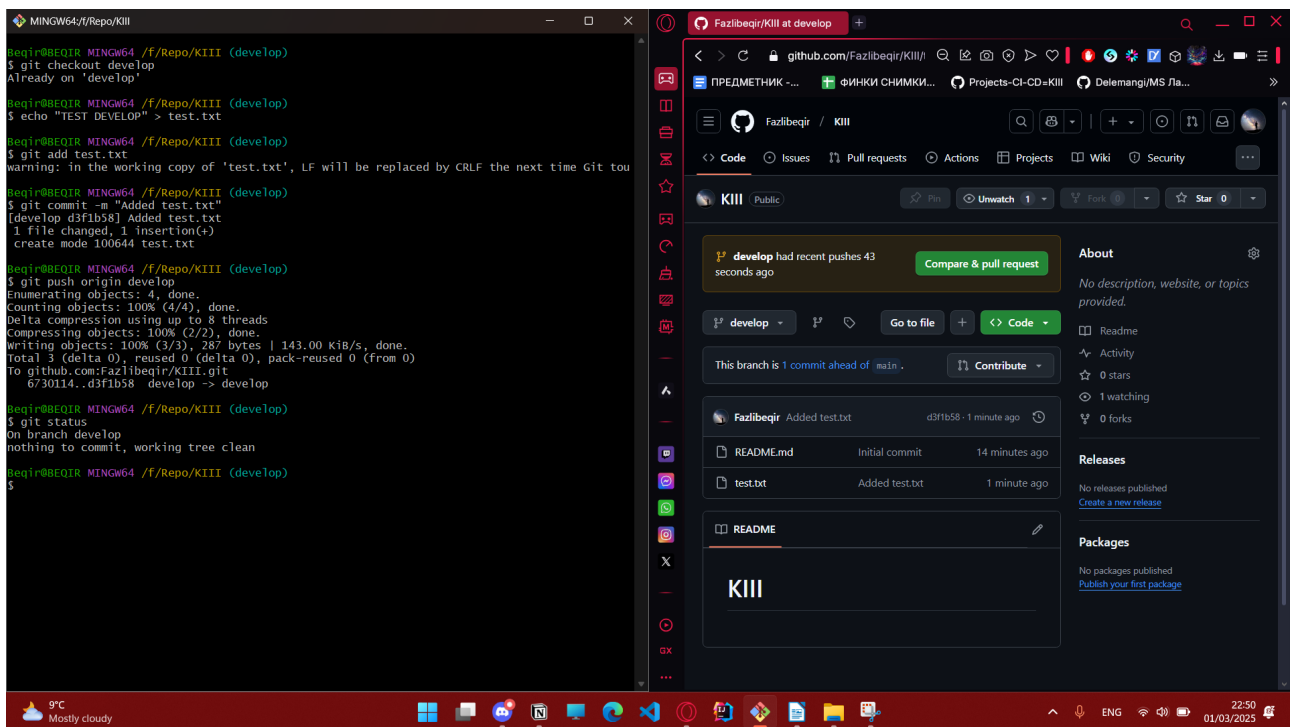 MINGW64:/f/Repo/KIII
Beqir@BEQIR MINGW64 /f/Repo/KIII (develop)
$ git checkout develop
Already on 'develop'
Beqir@BEQIR MINGW64 /f/Repo/KIII (develop)
$ echo "TEST DEVELOP" > test.txt
Beqir@BEQIR MINGW64 /f/Repo/KIII (develop)
$ git add test.txt
warning: in the working copy of 'test.txt', LF will be replaced by CRLF the next time Git tou
Beqir@BEQIR MINGW64 /f/Repo/KIII (develop)
$ git commit -m "Added test.txt"
[develop d3f1b58] Added test.txt
1 file changed, 1 insertion(+)
create mode 100644 test.txt
Beqir@BEQIR MINGW64 /f/Repo/KIII (develop)
$ git push origin develop
Enumerating objects: 4, done.
Counting objects: 100% (4/4), done.
Delta compression using up to 8 threads
Compressing objects: 100% (2/2), done.
Writing objects: 100% (3/3), 287 bytes | 143.00 KiB/s, done.
Total 3 (delta 0), reused 0 (delta 0), pack-reused 0 (from 0)
To github.com:Fazlibeqir/KIII.git
6730114..d3f1b58  develop -> develop
Beqir@BEQIR MINGW64 /f/Repo/KIII (develop)
$ git status
On branch develop
nothing to commit, working tree clean
Beqir@BEQIR MINGW64 /f/Repo/KIII (develop)
$
Fazlibeqir/KIII at develop
github.com/Fazlibeqir/KIII/
ПРЕДМЕТНИК -... ФИНКИ СНИМКИ... Projects-CI-CD=KIII Delemangi/MS Ла...
Fazlibeqir / KIII
Code Issues Pull requests Actions Projects Wiki Security
KIII Public Pin Unwatch 1 Fork 0 Star 0
develop had recent pushes 43 seconds ago
Compare & pull request
develop Go to file Code
This branch is 1 commit ahead of main.
Contribute
Fazlibeqir Added test.txt d3f1b58 · 1 minute ago
README.md Initial commit 14 minutes ago
test.txt Added test.txt 1 minute ago
README
KIII
About
No description, website, or topics
provided.
Readme
Activity
0 stars
1 watching
0 forks
Releases
No releases published
Create a new release
Packages
No packages published
Publish your first package
GX
9°C
Mostly cloudy
ENG
22:50
01/03/2025